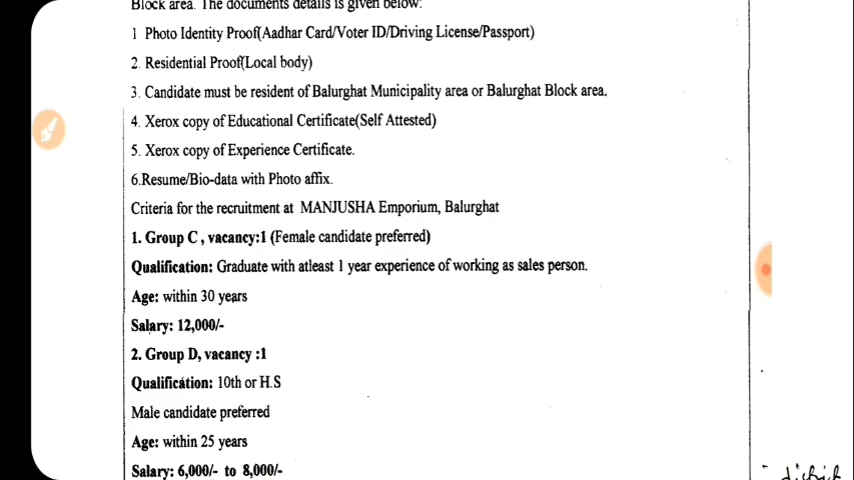 Block area. The documents details is given below:
1 Photo Identity Proof(Aadhar Card/Voter ID/Driving License/Passport)
2. Residential Proof(Local body)
3. Candidate must be resident of Balurghat Municipality area or Balurghat Block area.
4. Xerox copy of Educational Certificate(Self Attested)
5. Xerox copy of Experience Certificate.
6.Resume/Bio-data with Photo affix.
Criteria for the recruitment at MANJUSHA Emporium, Balurghat
1. Group C , vacancy:1 (Female candidate preferred)
Qualification: Graduate with atleast 1 year experience of working as sales person.
Age: within 30 years
Salary: 12,000/-
2. Group D, vacancy :1
Qualification: 10th or H.S
Male candidate preferred
Age: within 25 years
Salary: 6,000/- to 8,000/-